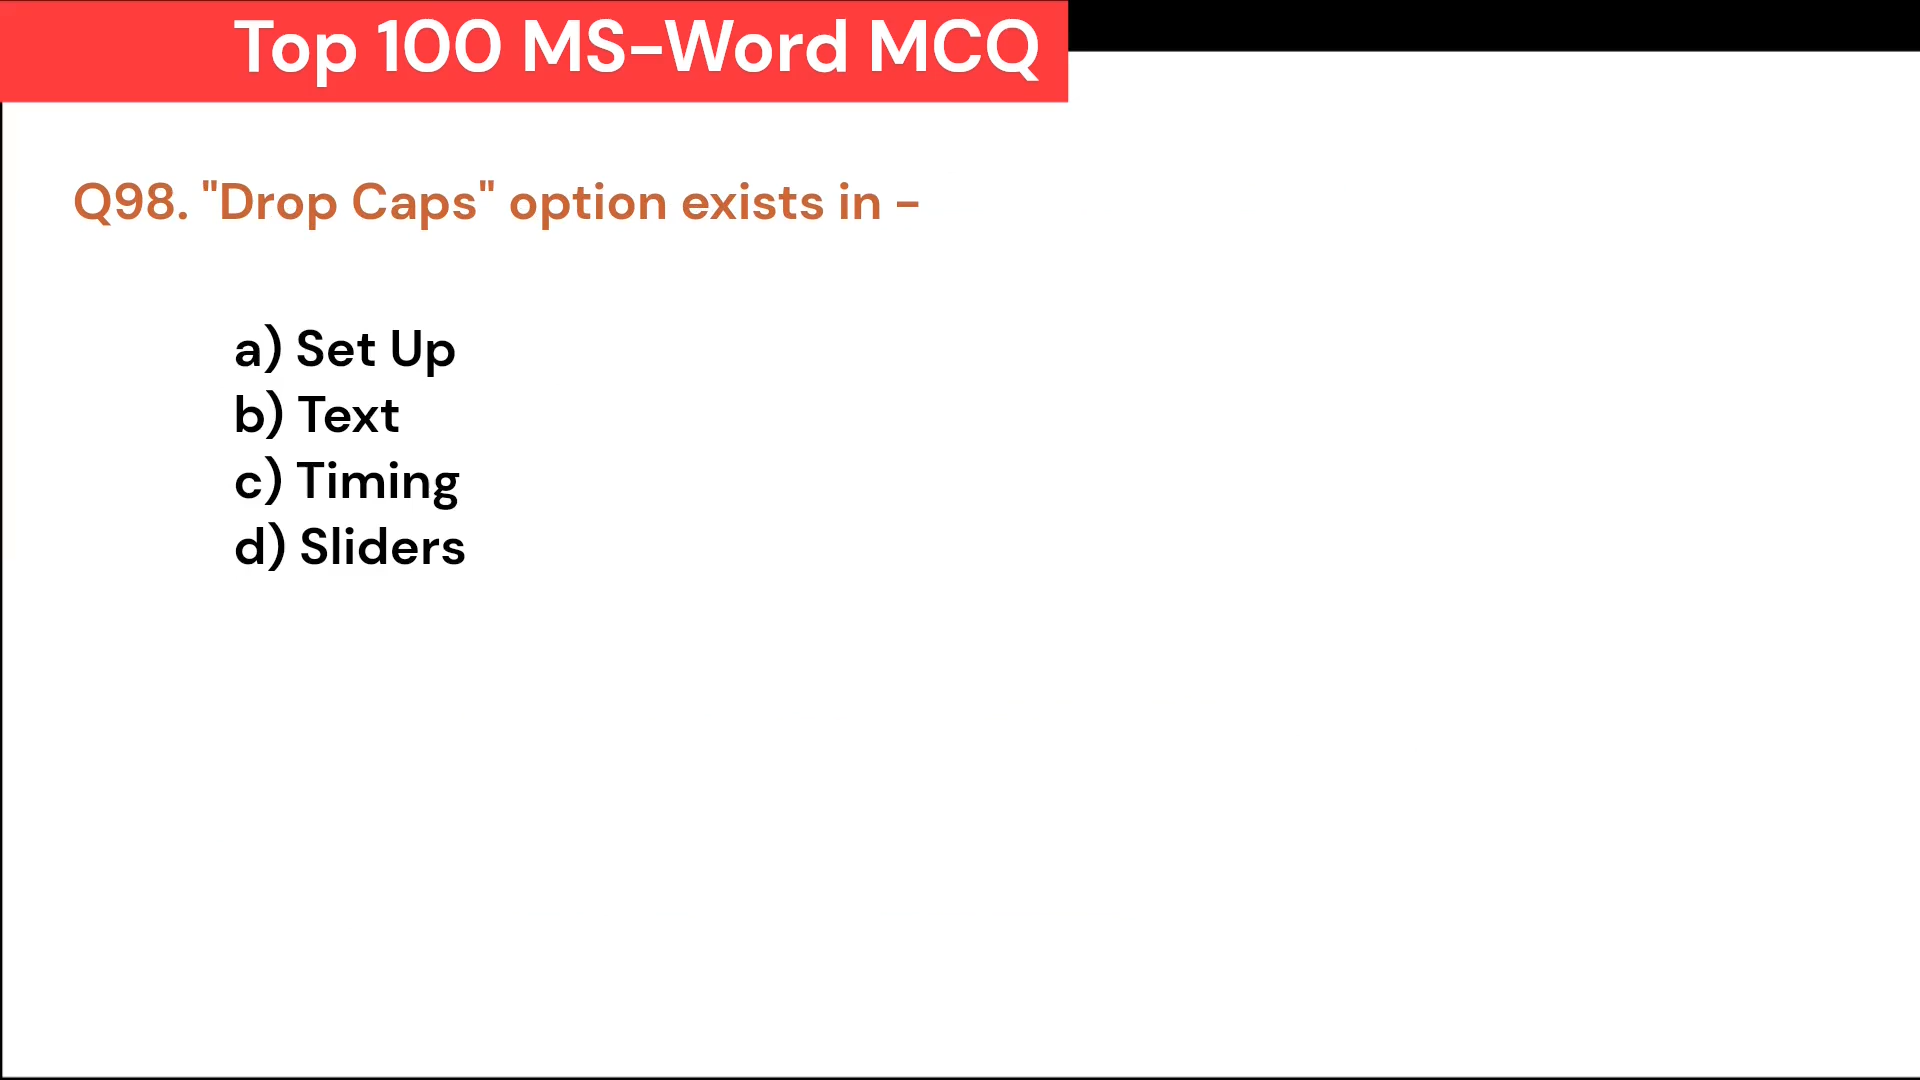 Top 100 MS-Word MCQ
Q98. "Drop Caps" option exists in -
a) Set Up
b) Text
c) Timing
d) Sliders